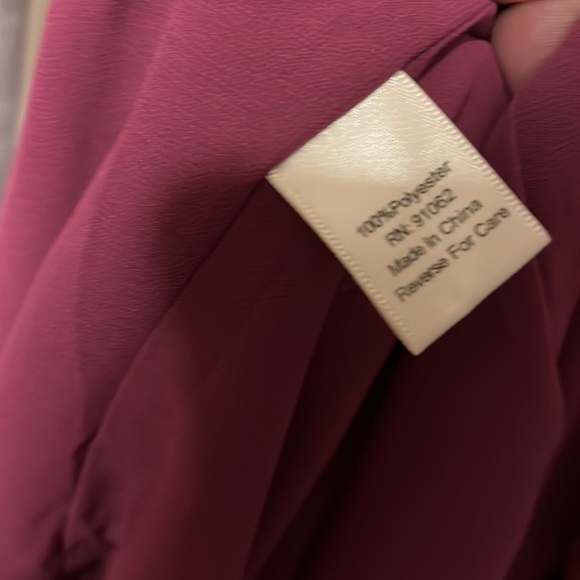 100%Polyester
RN: 91062
Made In China
Reverse For Care